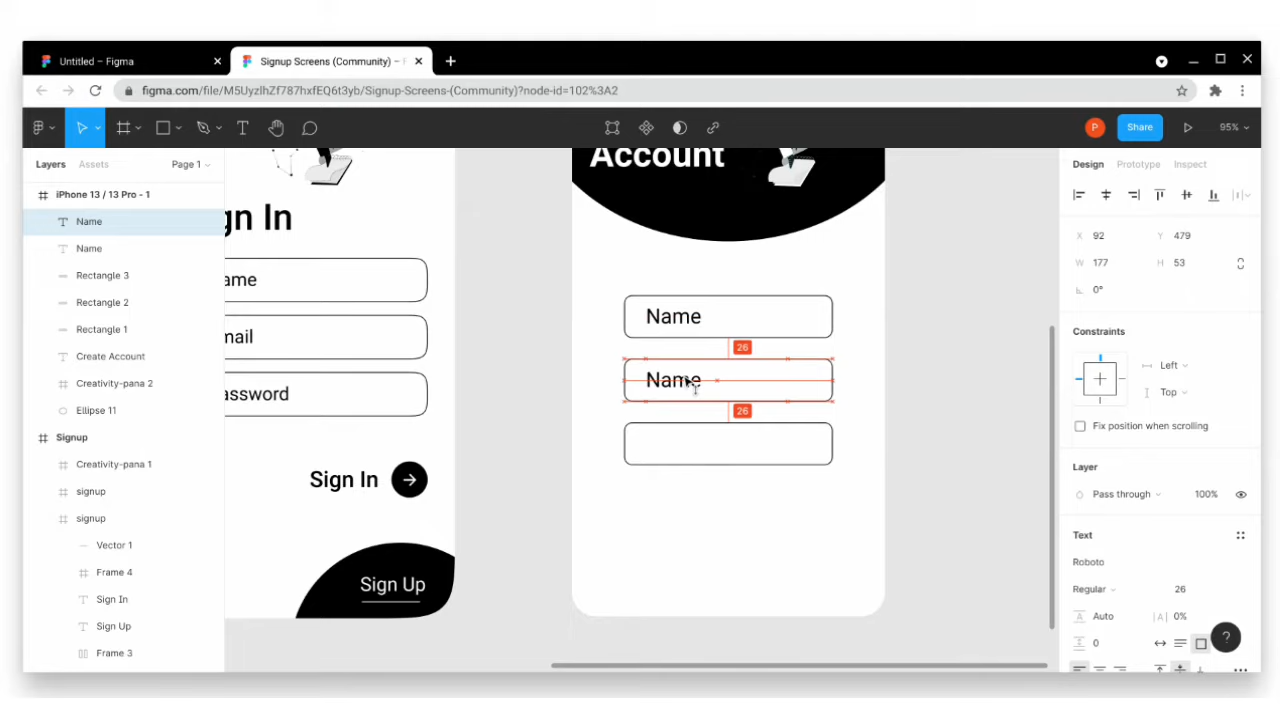 Untitled – Figma
Signup Screens (Community) –
figma.com/file/M5UyzlhZf787hxfEQ6t3yb/Signup-Screens-(Community)?node-id=102%3A2
P
Share
95%
Layers
Assets
Page 1
iPhone 13 / 13 Pro - 1
Name
Name
Rectangle 3
Rectangle 2
Rectangle 1
Create Account
Creativity-pana 2
Ellipse 11
Signup
Creativity-pana 1
signup
signup
Vector 1
Frame 4
Sign In
Sign Up
Frame 3
gn In
ame
mail
assword
Sign In
Sign Up
Account
Name
26
Name
26
Design
Prototype
Inspect
X 92
Y 479
W 177
H 53
0°
Constraints
Left
Top
Fix position when scrolling
Layer
Pass through
100%
Text
Roboto
Regular
26
A Auto
|A| 0%
0
?